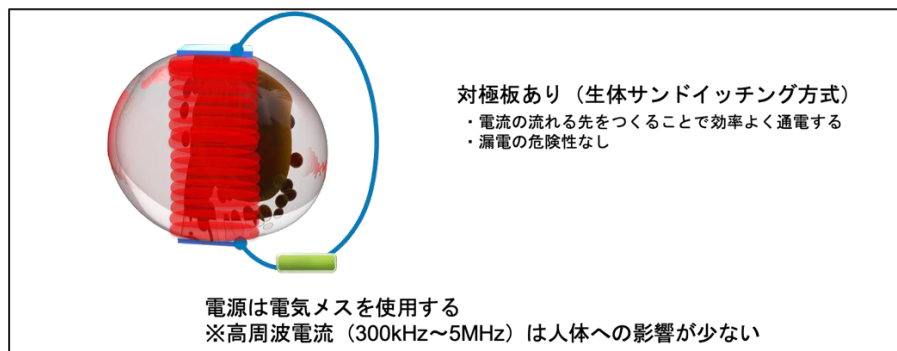 対極板あり（生体サンドイッチング方式）
・電流の流れる先をつくることで効率よく通電する
・漏電の危険性なし
電源は電気メスを使用する
※高周波電流（300kHz〜5MHz）は人体への影響が少ない